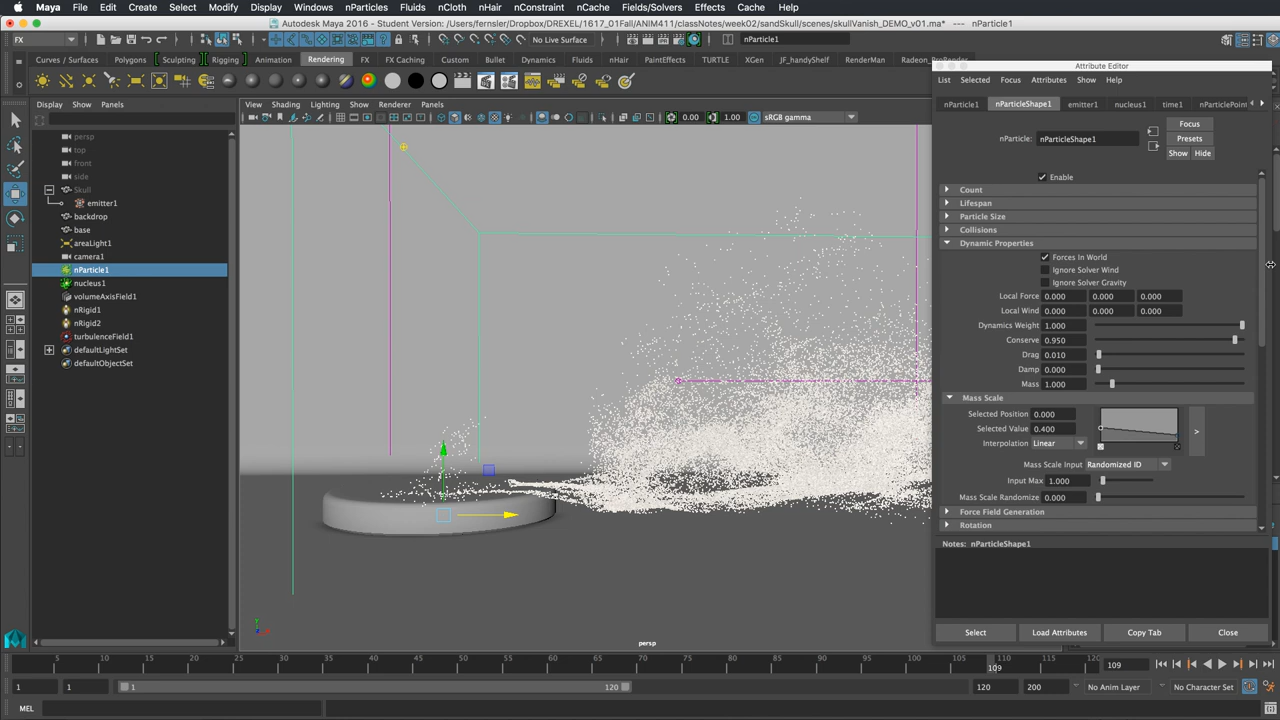 Maya File Edit Create Select Modify Display Windows nParticles Fluids nCloth nHair nConstraint nCache Fields/Solvers Effects Cache Help
Autodesk Maya 2016 - Student Version: /Users/fernsler/Dropbox/DREXEL/1617_01Fall/ANIM411/classNotes/week02/sandSkull/scenes/skullVanish_DEMO_v01.ma* --- nParticle1
FX No Live Surface nParticle1
Curves / Surfaces Polygons Sculpting Rigging Animation Rendering FX FX Caching Custom Bullet Dynamics Fluids nHair PaintEffects TURTLE XGen JF_handyShelf RenderMan Radeon_ProRender
Attribute Editor
List Selected Focus Attributes Show Help
Display Show Panels
View Shading Lighting Show Renderer Panels
nParticle1 nParticleShape1 emitter1 nucleus1 time1 nParticlePoint
0.00 1.00 sRGB gamma
persp
top
front
side
Skull
emitter1
backdrop
base
areaLight1
camera1
nParticle1
nucleus1
volumeAxisField1
nRigid1
nRigid2
turbulenceField1
defaultLightSet
defaultObjectSet
Focus
nParticle: nParticleShape1 Presets
Show Hide
Enable
Count
Lifespan
Particle Size
Collisions
Dynamic Properties
Forces In World
Ignore Solver Wind
Ignore Solver Gravity
Local Force 0.000 0.000 0.000
Local Wind 0.000 0.000 0.000
Dynamics Weight 1.000
Conserve 0.950
Drag 0.010
Damp 0.000
Mass 1.000
Mass Scale
Selected Position 0.000
Selected Value 0.400
Interpolation Linear
>
Mass Scale Input Randomized ID
Input Max 1.000
Mass Scale Randomize 0.000
Force Field Generation
Rotation
Notes: nParticleShape1
Select Load Attributes Copy Tab Close
persp
5 10 15 20 25 30 35 40 45 50 55 60 65 70 75 80 85 90 95 100 105 109 110 115 120 109
1 1 1 120 120 200 No Anim Layer No Character Set
MEL